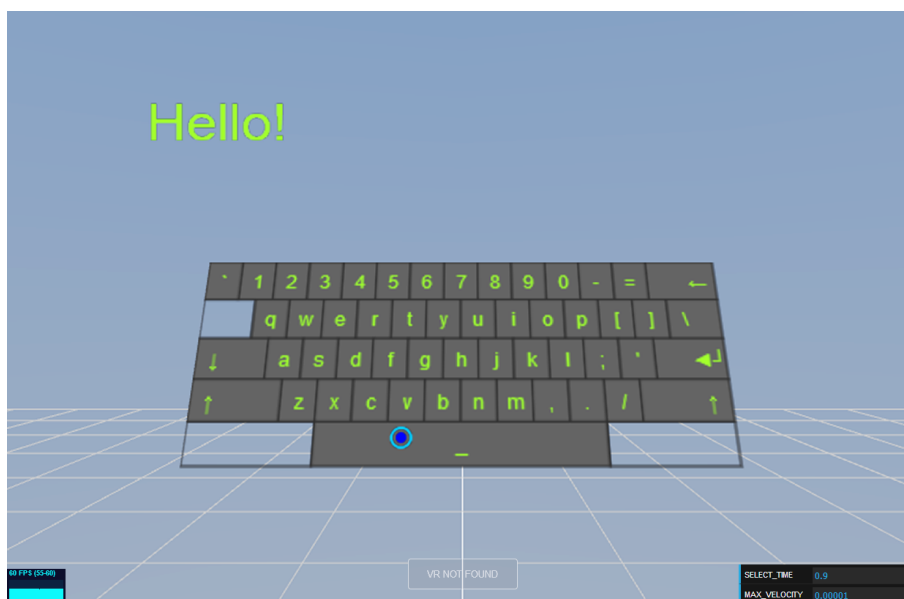 Hello!
` 1 2 3 4 5 6 7 8 9 0 - = ←
q w e r t y u i o p [ ] \
↓ a s d f g h j k l ; ' ↵
↑ z x c v b n m , . / ↑
_
VR NOT FOUND
60 FPS (55-60)
SELECT_TIME 0.9
MAX_VELOCITY 0.00001